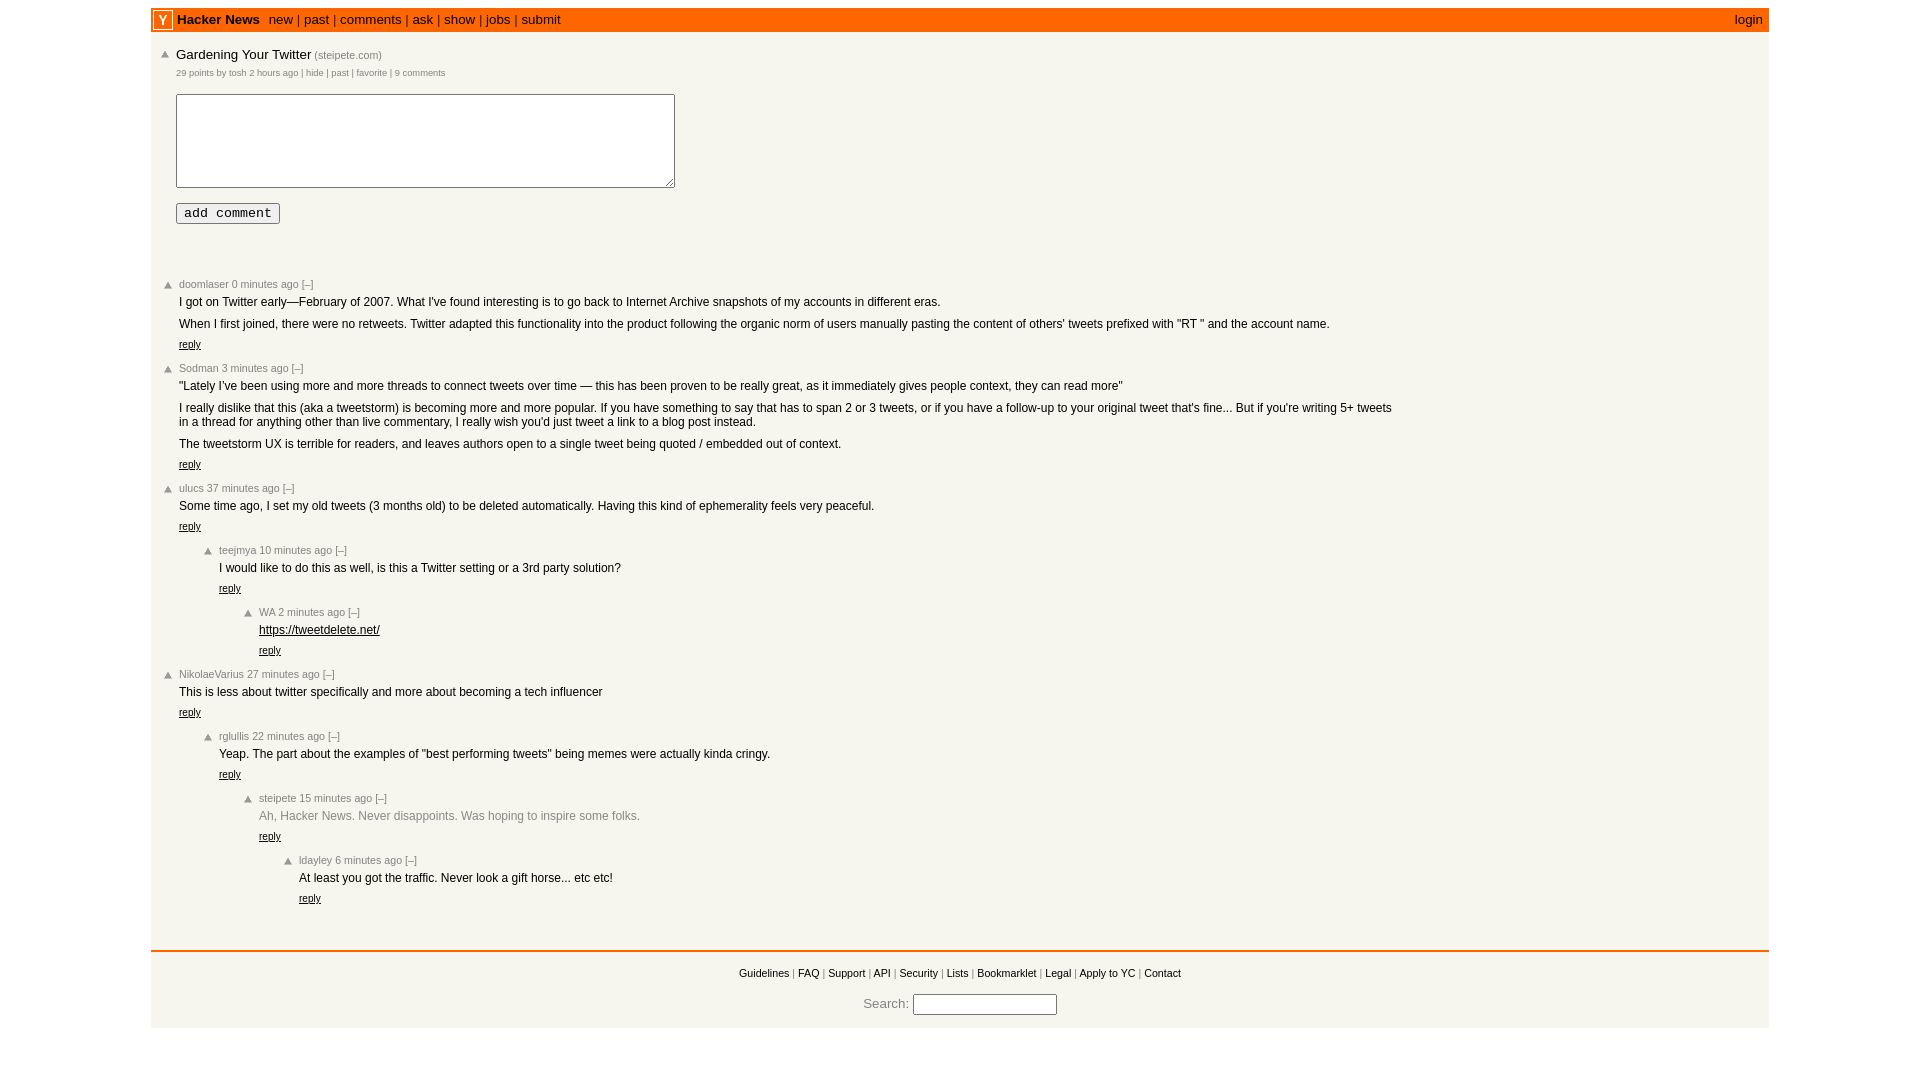 Y Hacker News new | past | comments | ask | show | jobs | submit login
Gardening Your Twitter (steipete.com)
29 points by tosh 2 hours ago | hide | past | favorite | 9 comments
add comment
doomlaser 0 minutes ago [–]
I got on Twitter early—February of 2007. What I've found interesting is to go back to Internet Archive snapshots of my accounts in different eras.
When I first joined, there were no retweets. Twitter adapted this functionality into the product following the organic norm of users manually pasting the content of others' tweets prefixed with "RT " and the account name.
reply
Sodman 3 minutes ago [–]
"Lately I’ve been using more and more threads to connect tweets over time — this has been proven to be really great, as it immediately gives people context, they can read more"
I really dislike that this (aka a tweetstorm) is becoming more and more popular. If you have something to say that has to span 2 or 3 tweets, or if you have a follow-up to your original tweet that's fine... But if you're writing 5+ tweets
in a thread for anything other than live commentary, I really wish you'd just tweet a link to a blog post instead.
The tweetstorm UX is terrible for readers, and leaves authors open to a single tweet being quoted / embedded out of context.
reply
ulucs 37 minutes ago [–]
Some time ago, I set my old tweets (3 months old) to be deleted automatically. Having this kind of ephemerality feels very peaceful.
reply
teejmya 10 minutes ago [–]
I would like to do this as well, is this a Twitter setting or a 3rd party solution?
reply
WA 2 minutes ago [–]
https://tweetdelete.net/
reply
NikolaeVarius 27 minutes ago [–]
This is less about twitter specifically and more about becoming a tech influencer
reply
rglullis 22 minutes ago [–]
Yeap. The part about the examples of "best performing tweets" being memes were actually kinda cringy.
reply
steipete 15 minutes ago [–]
Ah, Hacker News. Never disappoints. Was hoping to inspire some folks.
reply
ldayley 6 minutes ago [–]
At least you got the traffic. Never look a gift horse... etc etc!
reply
Guidelines | FAQ | Support | API | Security | Lists | Bookmarklet | Legal | Apply to YC | Contact
Search: